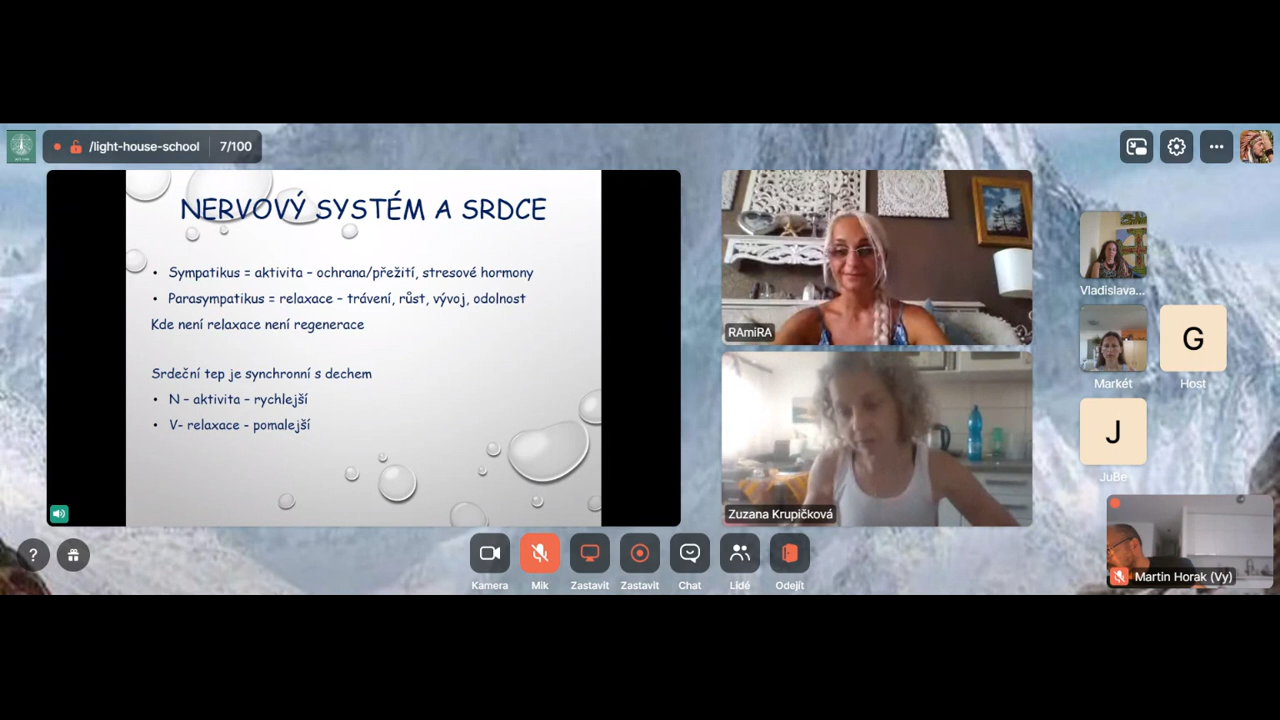 /light-house-school 7/100
NERVOVÝ SYSTÉM A SRDCE
• Sympatikus = aktivita – ochrana/přežití, stresové hormony
• Parasympatikus = relaxace – trávení, růst, vývoj, odolnost
Kde není relaxace není regenerace
Srdeční tep je synchronní s dechem
• N – aktivita – rychlejší
• V- relaxace - pomalejší
RAmiRA
Zuzana Krupičková
Vladislava...
Markét
G
Host
J
JuBe
Martin Horak (Vy)
?
Kamera
Mik
Zastavit
Zastavit
Chat
Lidé
Odejít